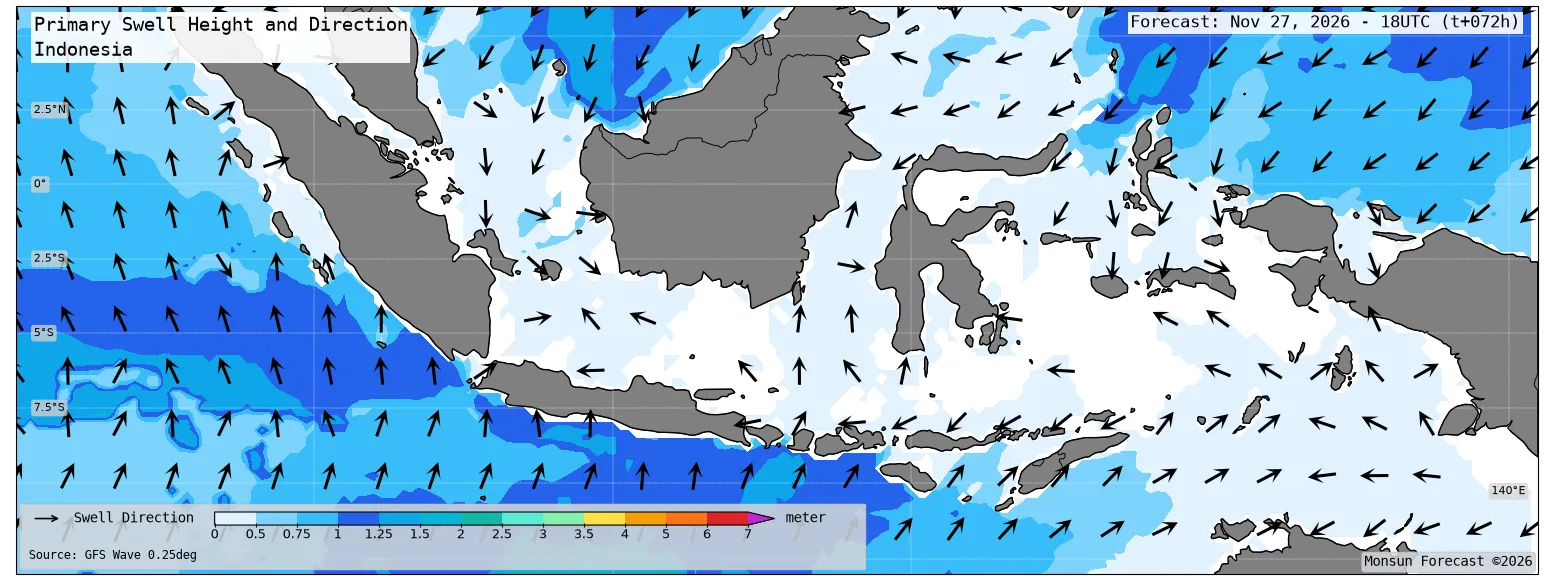 Primary Swell Height and Direction
Indonesia
Forecast: Nov 27, 2026 - 18UTC (t+072h)
2.5°N
0°
2.5°S
5°S
7.5°S
140°E
Swell Direction
meter
0 0.5 0.75 1 1.25 1.5 2 2.5 3 3.5 4 5 6 7
Source: GFS Wave 0.25deg
Monsun Forecast ©2026